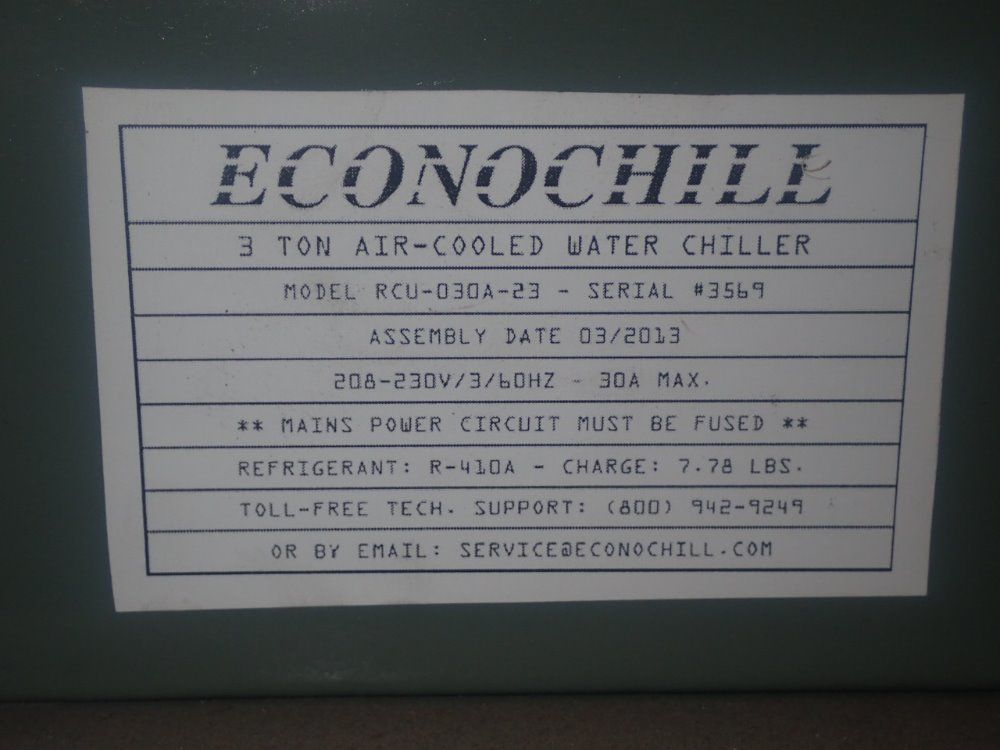 ECONOCHILL
3 TON AIR-COOLED WATER CHILLER
MODEL RCU-030A-23 - SERIAL #3569
ASSEMBLY DATE 03/2013
208-230V/3/60HZ - 30A MAX.
** MAINS POWER CIRCUIT MUST BE FUSED **
REFRIGERANT: R-410A - CHARGE: 7.78 LBS.
TOLL-FREE TECH. SUPPORT: (800) 942-9249
OR BY EMAIL: SERVICE@ECONOCHILL.COM